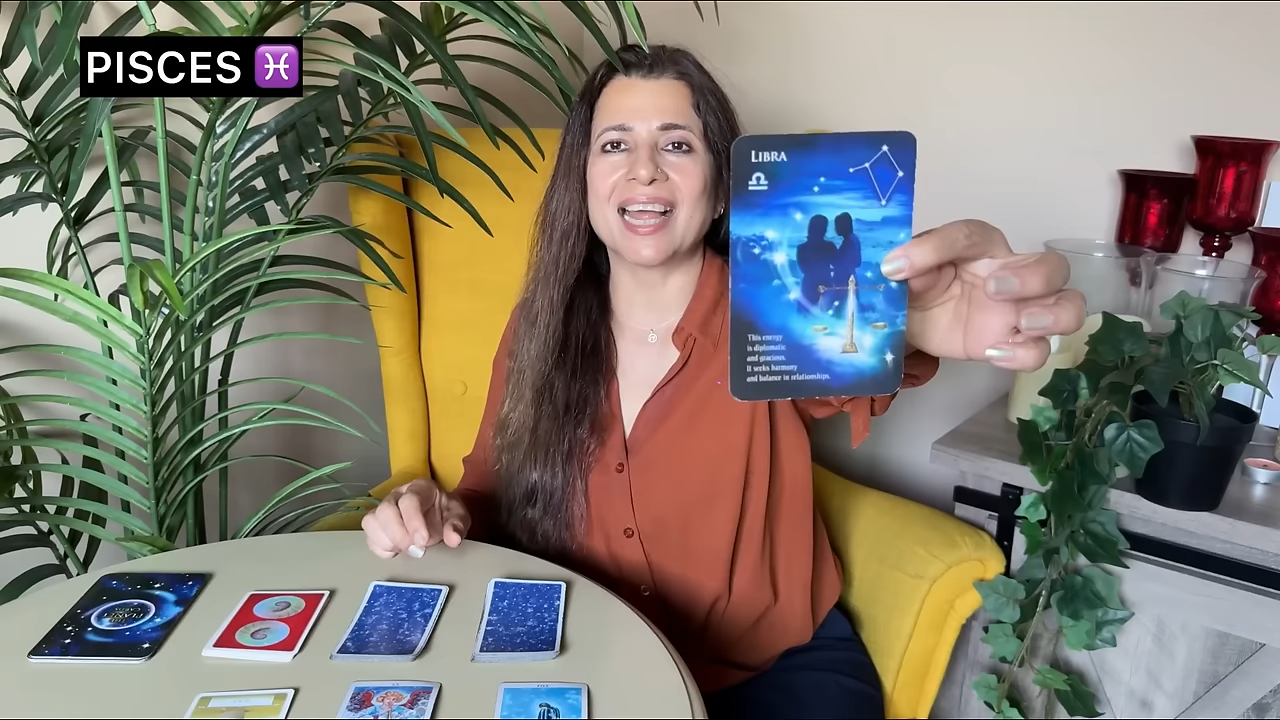 PISCES ♓
LIBRA
♎
This energy
is diplomatic
and gracious.
It seeks harmony
and balance in relationships.